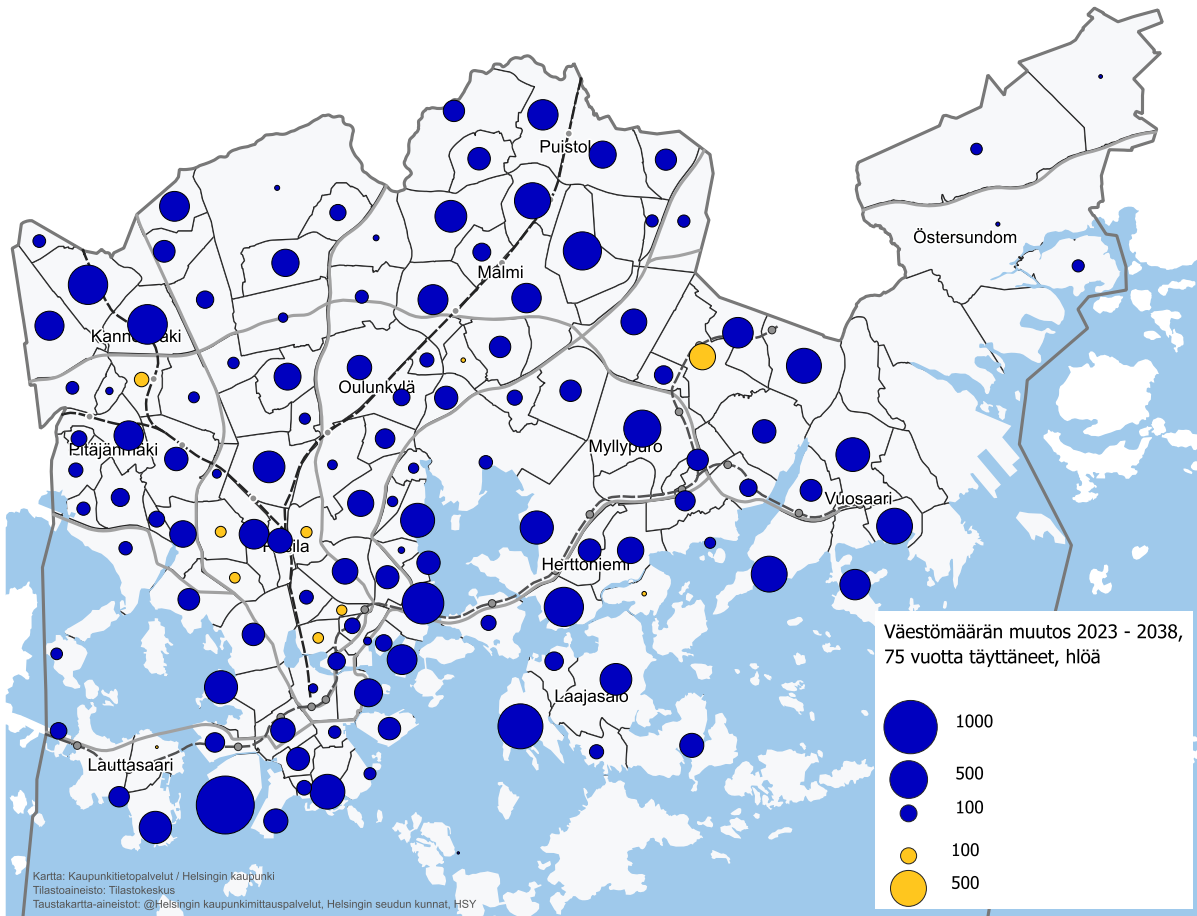 Puistol
Östersundom
Malmi
Kannelmäki
Oulunkylä
Pitäjänmäki
Myllypuro
Vuosaari
Pasila
Herttoniemi
Laajasalo
Lauttasaari
Väestömäärän muutos 2023 - 2038,
75 vuotta täyttäneet, hlöä
1000
500
100
100
500
Kartta: Kaupunkitietopalvelut / Helsingin kaupunki
Tilastoaineisto: Tilastokeskus
Taustakartta-aineistot: @Helsingin kaupunkimittauspalvelut, Helsingin seudun kunnat, HSY